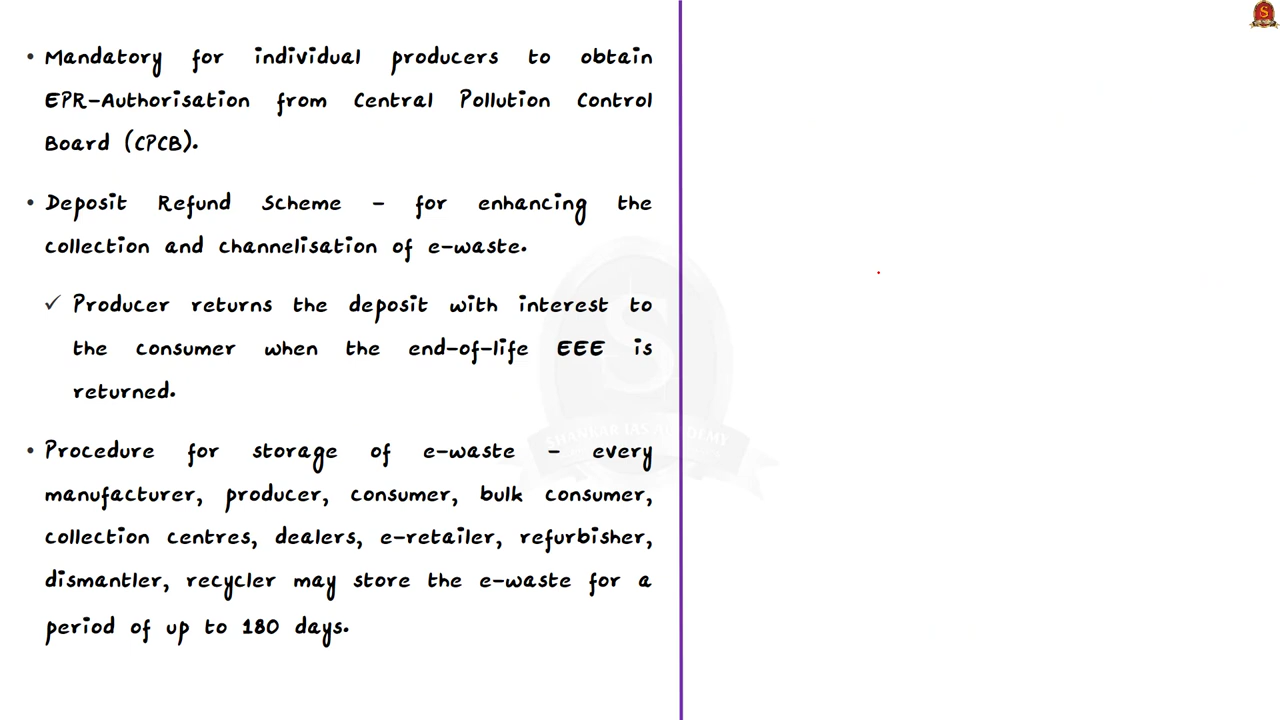 • Mandatory for individual producers to obtain
EPR-Authorisation from Central Pollution Control
Board (CPCB).
• Deposit Refund Scheme - for enhancing the
collection and channelisation of e-waste.
✓ Producer returns the deposit with interest to
the consumer when the end-of-life EEE is
returned.
• Procedure for storage of e-waste - every
manufacturer, producer, consumer, bulk consumer,
collection centres, dealers, e-retailer, refurbisher,
dismantler, recycler may store the e-waste for a
period of up to 180 days.
S
S
SHANKAR IAS ACADEMY